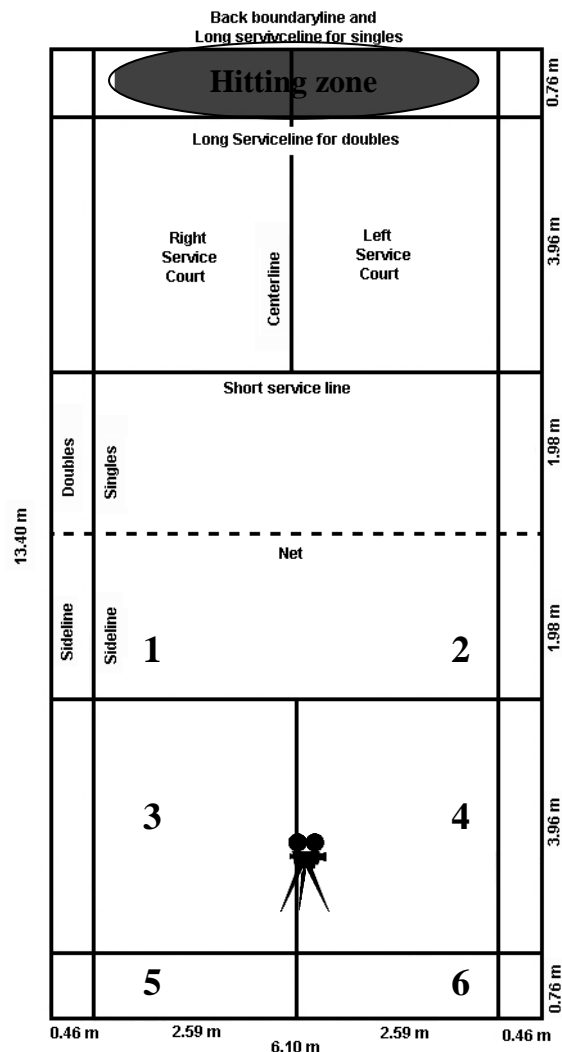 Back boundaryline and
Long servivceline for singles
Hitting zone
0.76 m
Long Serviceline for doubles
Right
Service
Court
Centerline
Left
Service
Court
3.96 m
Short service line
Doubles
Singles
1.98 m
13.40 m
Net
Sideline
Sideline
1
2
1.98 m
3
4
3.96 m
5
6
0.76 m
0.46 m
2.59 m
6.10 m
2.59 m
0.46 m